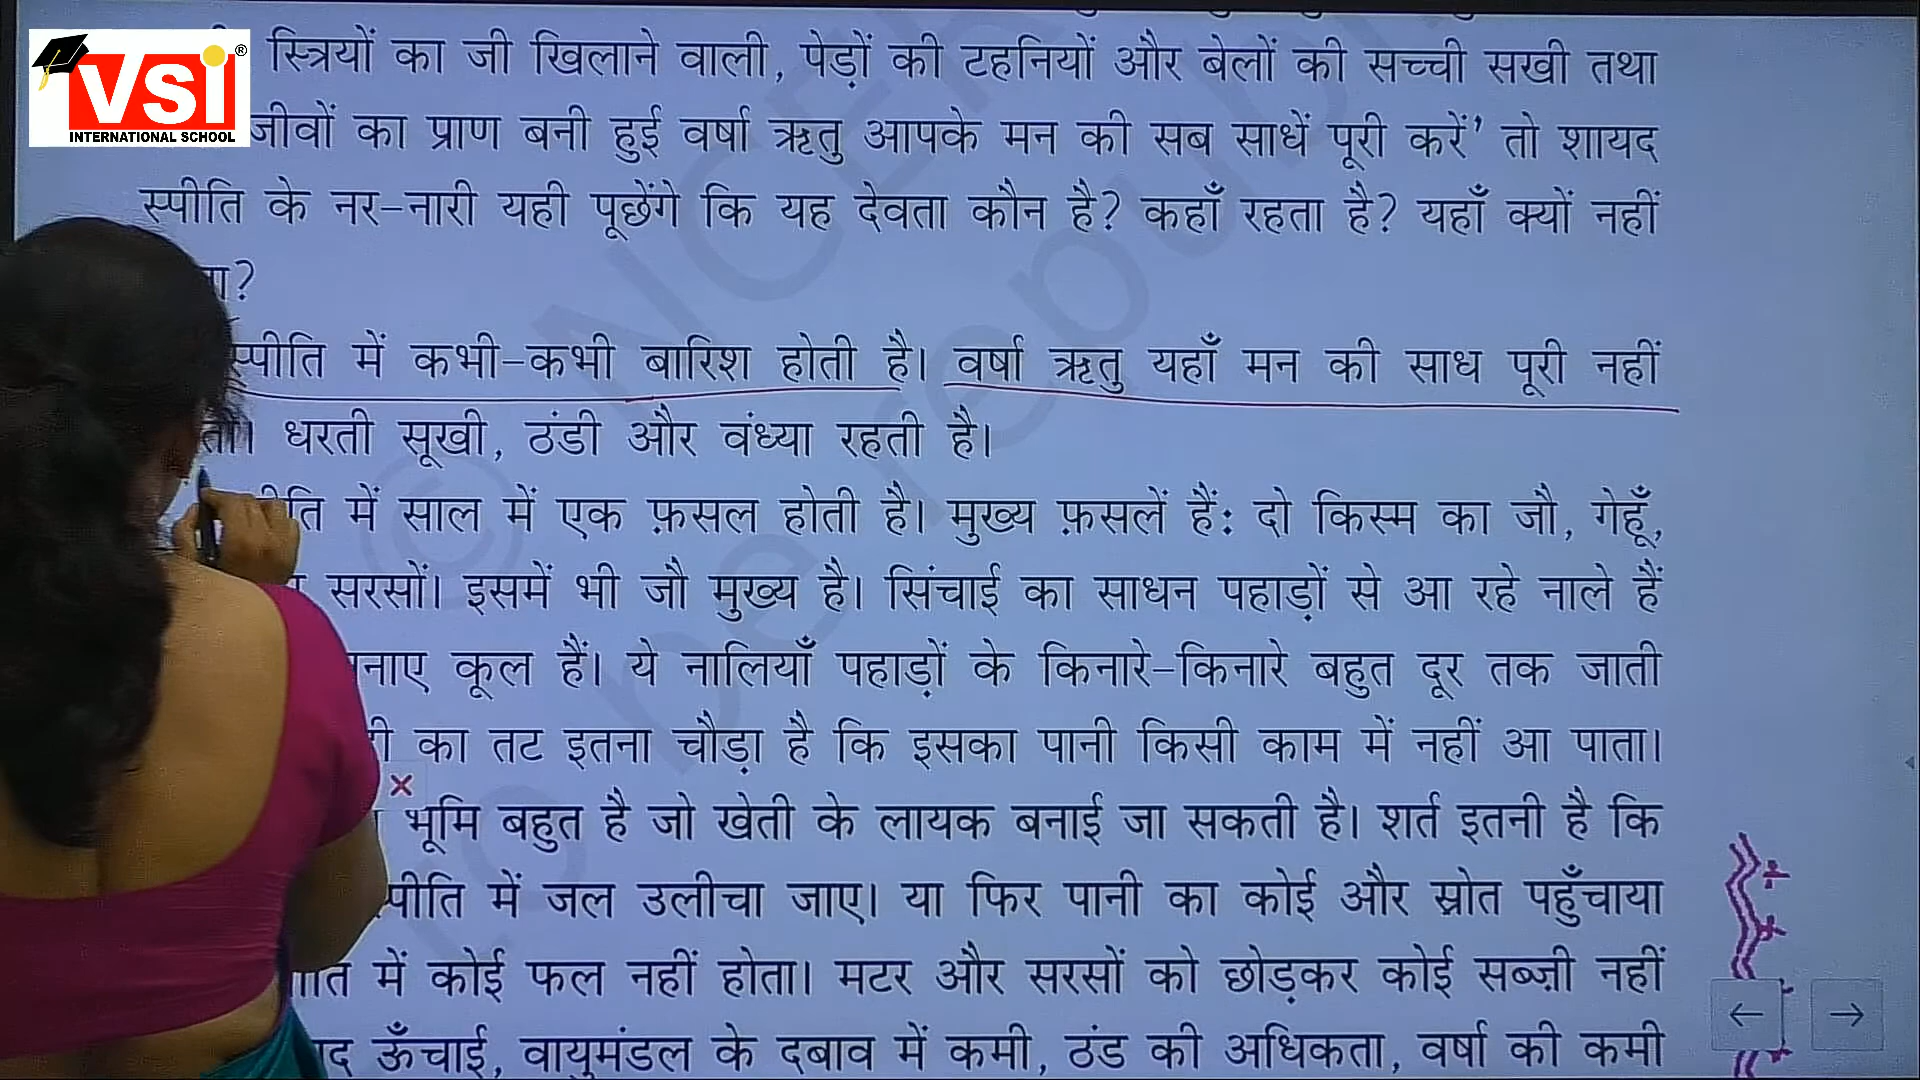 VSI®
INTERNATIONAL SCHOOL
स्त्रियों का जी खिलाने वाली, पेड़ों की टहनियों और बेलों की सच्ची सखी तथा
जीवों का प्राण बनी हुई वर्षा ऋतु आपके मन की सब साधें पूरी करें’ तो शायद
स्पीति के नर-नारी यही पूछेंगे कि यह देवता कौन है? कहाँ रहता है? यहाँ क्यों नहीं
स्पीति में कभी-कभी बारिश होती है। वर्षा ऋतु यहाँ मन की साध पूरी नहीं
धरती सूखी, ठंडी और वंध्या रहती है।
में साल में एक फ़सल होती है। मुख्य फ़सलें हैं: दो किस्म का जौ, गेहूँ,
सरसों। इसमें भी जौ मुख्य है। सिंचाई का साधन पहाड़ों से आ रहे नाले हैं
कूल हैं। ये नालियाँ पहाड़ों के किनारे-किनारे बहुत दूर तक जाती
का तट इतना चौड़ा है कि इसका पानी किसी काम में नहीं आ पाता।
भूमि बहुत है जो खेती के लायक बनाई जा सकती है। शर्त इतनी है कि
में जल उलीचा जाए। या फिर पानी का कोई और स्रोत पहुँचाया
में कोई फल नहीं होता। मटर और सरसों को छोड़कर कोई सब्ज़ी नहीं
ऊँचाई, वायुमंडल के दबाव में कमी, ठंड की अधिकता, वर्षा की कमी